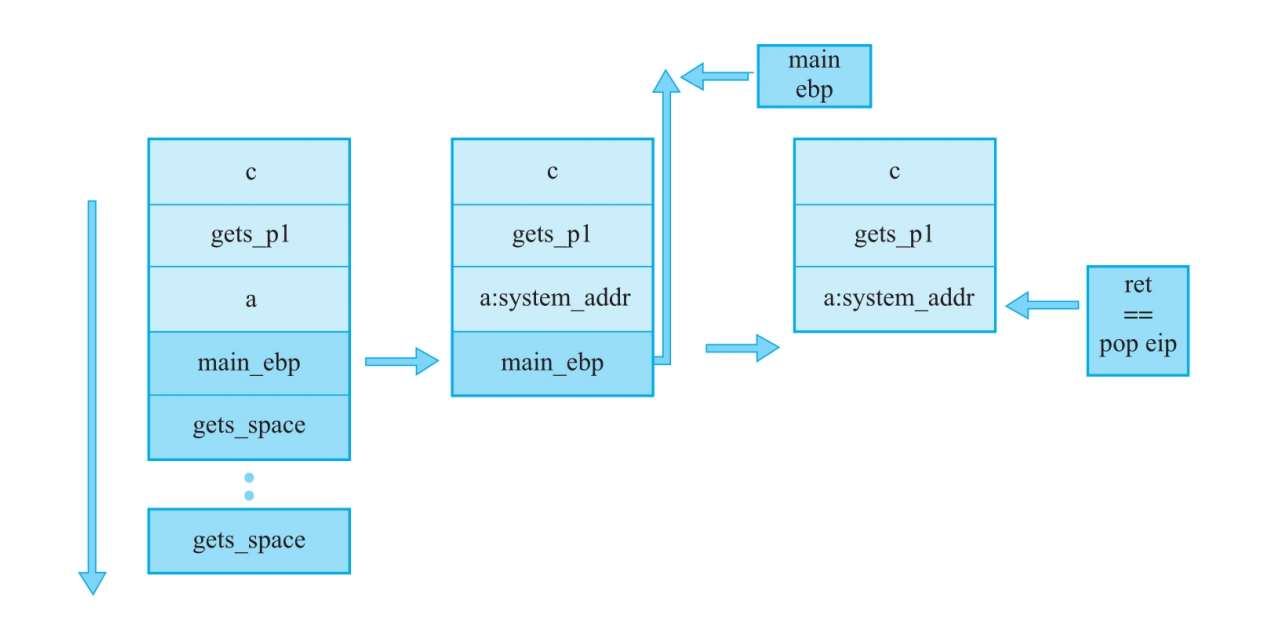 main
ebp
c
gets_p1
a
main_ebp
gets_space
gets_space
c
gets_p1
a:system_addr
main_ebp
c
gets_p1
a:system_addr
ret
==
pop eip